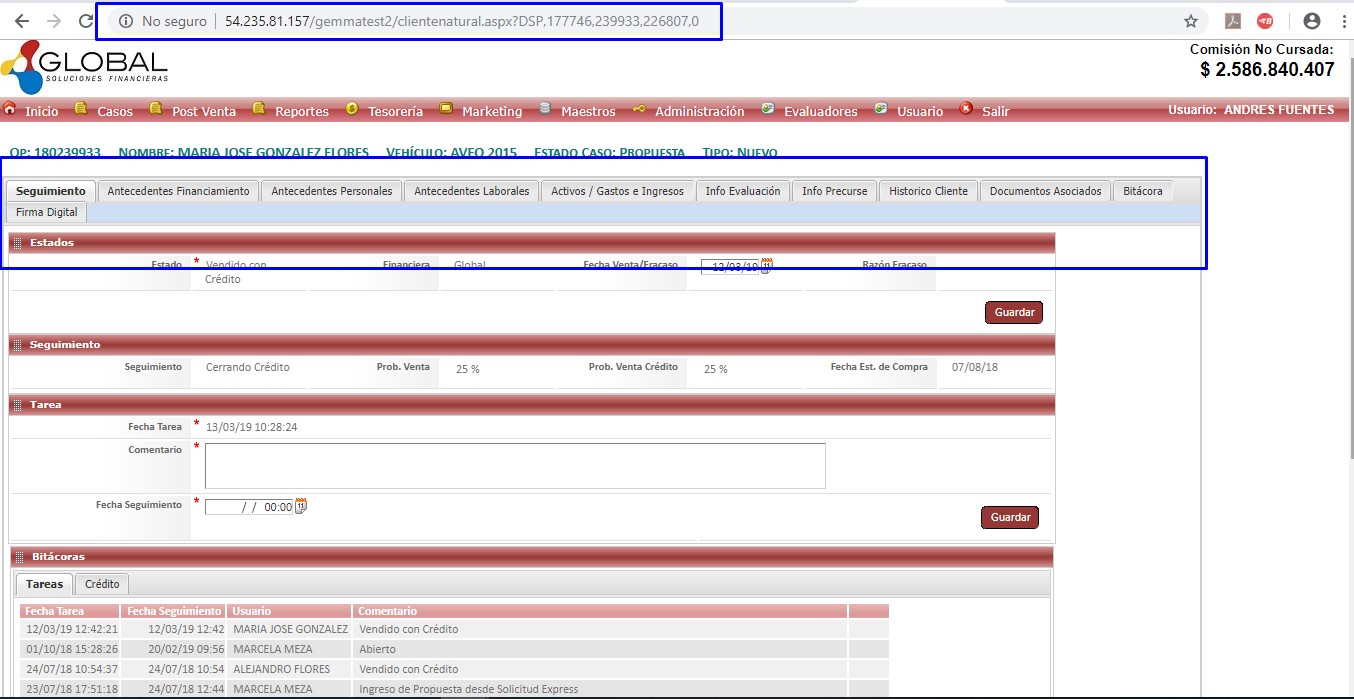 No seguro | 54.235.81.157/gemmatest2/clientenatural.aspx?DSP,177746,239933,226807,0
GLOBAL
SOLUCIONES FINANCIERAS
Comisión No Cursada:
$ 2.586.840.407
Inicio Casos Post Venta Reportes Tesorería Marketing Maestros Administración Evaluadores Usuario Salir Usuario: ANDRES FUENTES
OP: 180239933 NOMBRE: MARIA JOSE GONZALEZ FLORES VEHÍCULO: AVEO 2015 ESTADO CASO: PROPUESTA TIPO: NUEVO
Seguimiento Antecedentes Financiamiento Antecedentes Personales Antecedentes Laborales Activos / Gastos e Ingresos Info Evaluación Info Precurse Historico Cliente Documentos Asociados Bitácora
Firma Digital
Estados
Estado * Vendido con Crédito Financiera Global Fecha Venta/Fracaso 12/03/19 Razón Fracaso
Guardar
Seguimiento
Seguimiento Cerrando Crédito Prob. Venta 25 % Prob. Venta Crédito 25 % Fecha Est. de Compra 07/08/18
Tarea
Fecha Tarea * 13/03/19 10:28:24
Comentario *
Fecha Seguimiento * / / 00:00
Guardar
Bitácoras
Tareas Crédito
Fecha Tarea Fecha Seguimiento Usuario Comentario
12/03/19 12:42:21 12/03/19 12:42 MARIA JOSE GONZALEZ Vendido con Crédito
01/10/18 15:28:26 20/02/19 09:56 MARCELA MEZA Abierto
24/07/18 10:54:37 24/07/18 10:54 ALEJANDRO FLORES Vendido con Crédito
23/07/18 17:51:18 24/07/18 12:44 MARCELA MEZA Ingreso de Propuesta desde Solicitud Express